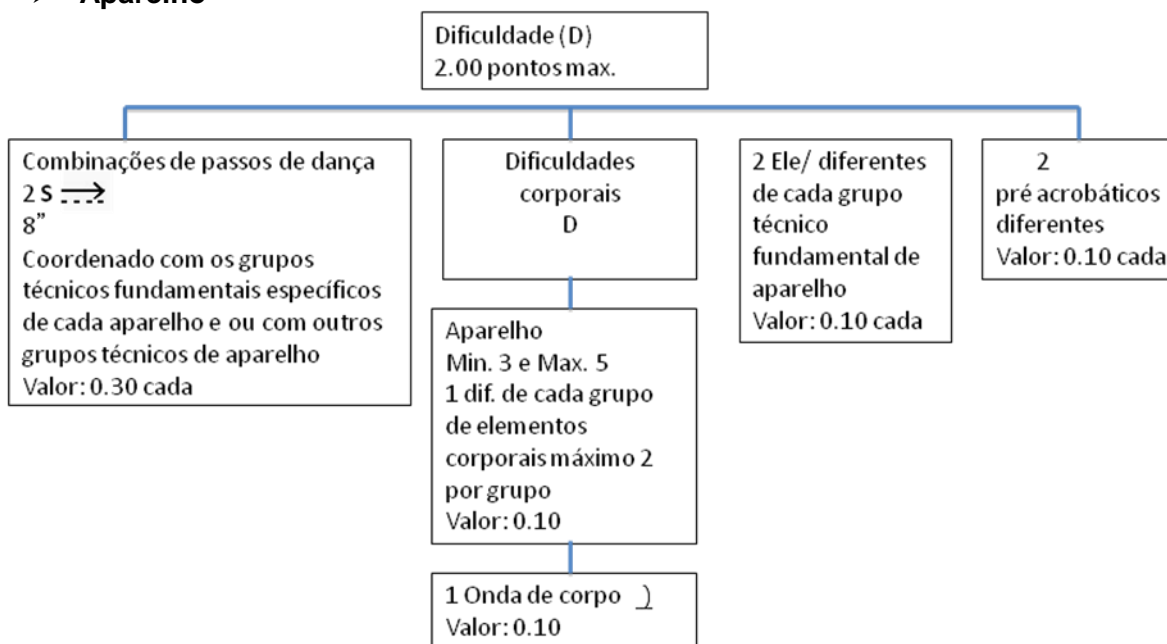 ➢ Aparelho
Dificuldade (D)
2.00 pontos max.
Combinações de passos de dança
2 S
8”
Coordenado com os grupos
técnicos fundamentais específicos
de cada aparelho e ou com outros
grupos técnicos de aparelho
Valor: 0.30 cada
Dificuldades
corporais
D
Aparelho
Min. 3 e Max. 5
1 dif. de cada grupo
de elementos
corporais máximo 2
por grupo
Valor: 0.10
1 Onda de corpo
Valor: 0.10
2 Ele/ diferentes
de cada grupo
técnico
fundamental de
aparelho
Valor: 0.10 cada
2
pré acrobáticos
diferentes
Valor: 0.10 cada